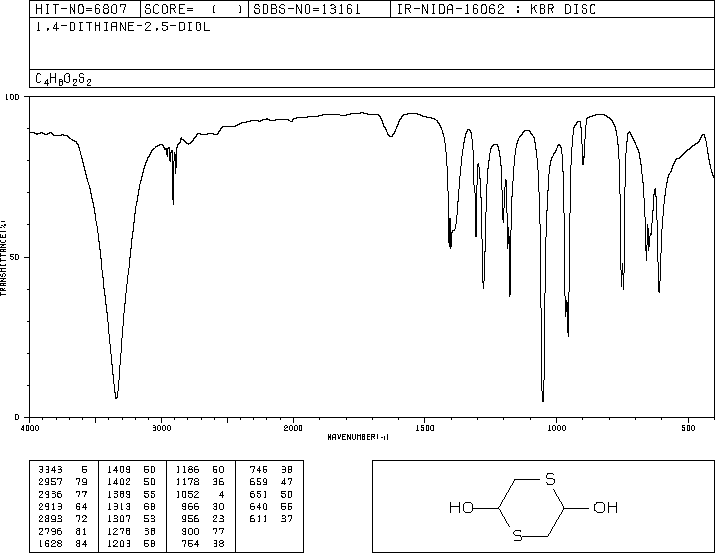 HIT-NO=6807 SCORE= ( ) SDBS-NO=13161 IR-NIDA-16062 : KBR DISC
1,4-DITHIANE-2,5-DIOL
C4H8O2S2
100
50
0
TRANSMITTANCE(%)
4000 3000 2000 1500 1000 500
WAVENUMBER(-1)
3343 5 1409 50 1186 60 746 38
2957 79 1402 50 1178 36 659 47
2936 77 1389 55 1052 4 651 50
2913 64 1313 68 966 30 640 55
2893 72 1307 53 956 23 611 37
2796 81 1278 38 900 77
1628 84 1203 58 754 38
S
HO
OH
S